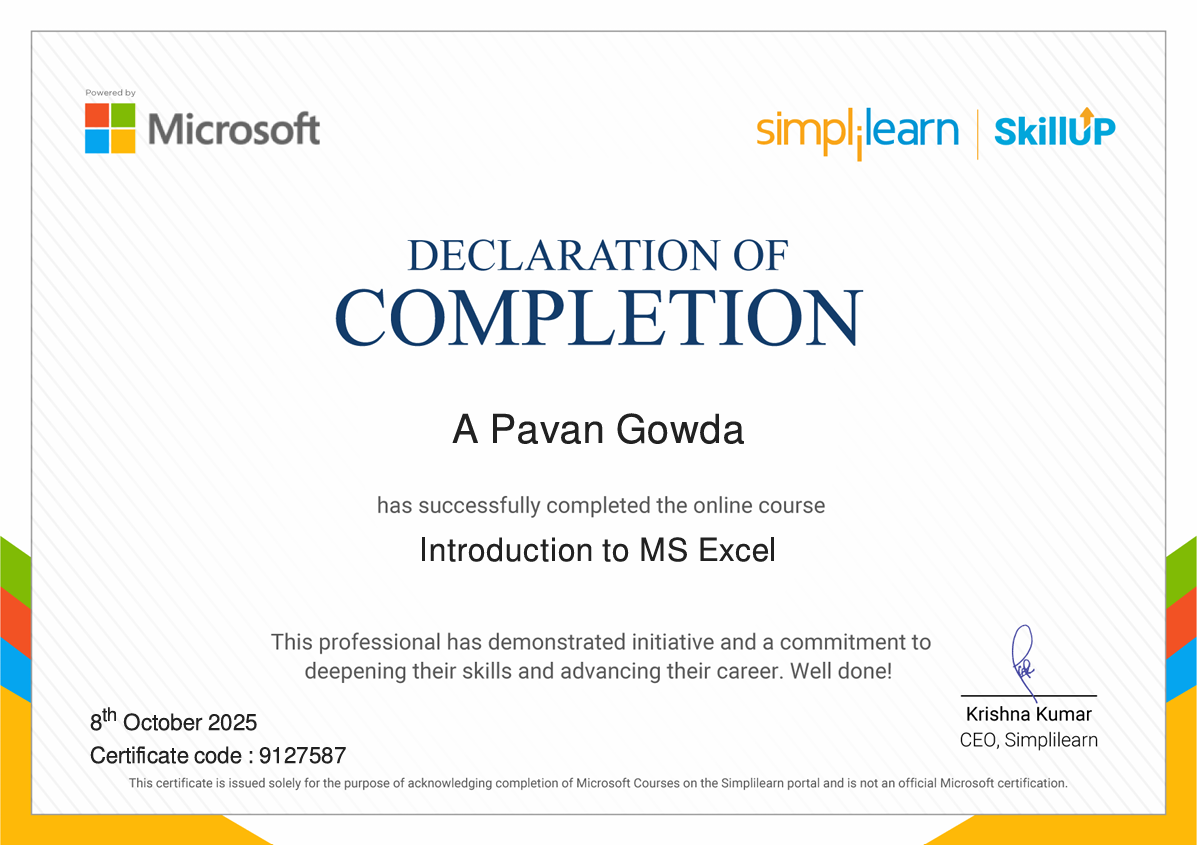 Powered by
Microsoft
simplilearn | SkillUP
DECLARATION OF
COMPLETION
A Pavan Gowda
has successfully completed the online course
Introduction to MS Excel
This professional has demonstrated initiative and a commitment to
deepening their skills and advancing their career. Well done!
8th October 2025
Certificate code : 9127587
Krishna Kumar
CEO, Simplilearn
This certificate is issued solely for the purpose of acknowledging completion of Microsoft Courses on the Simplilearn portal and is not an official Microsoft certification.